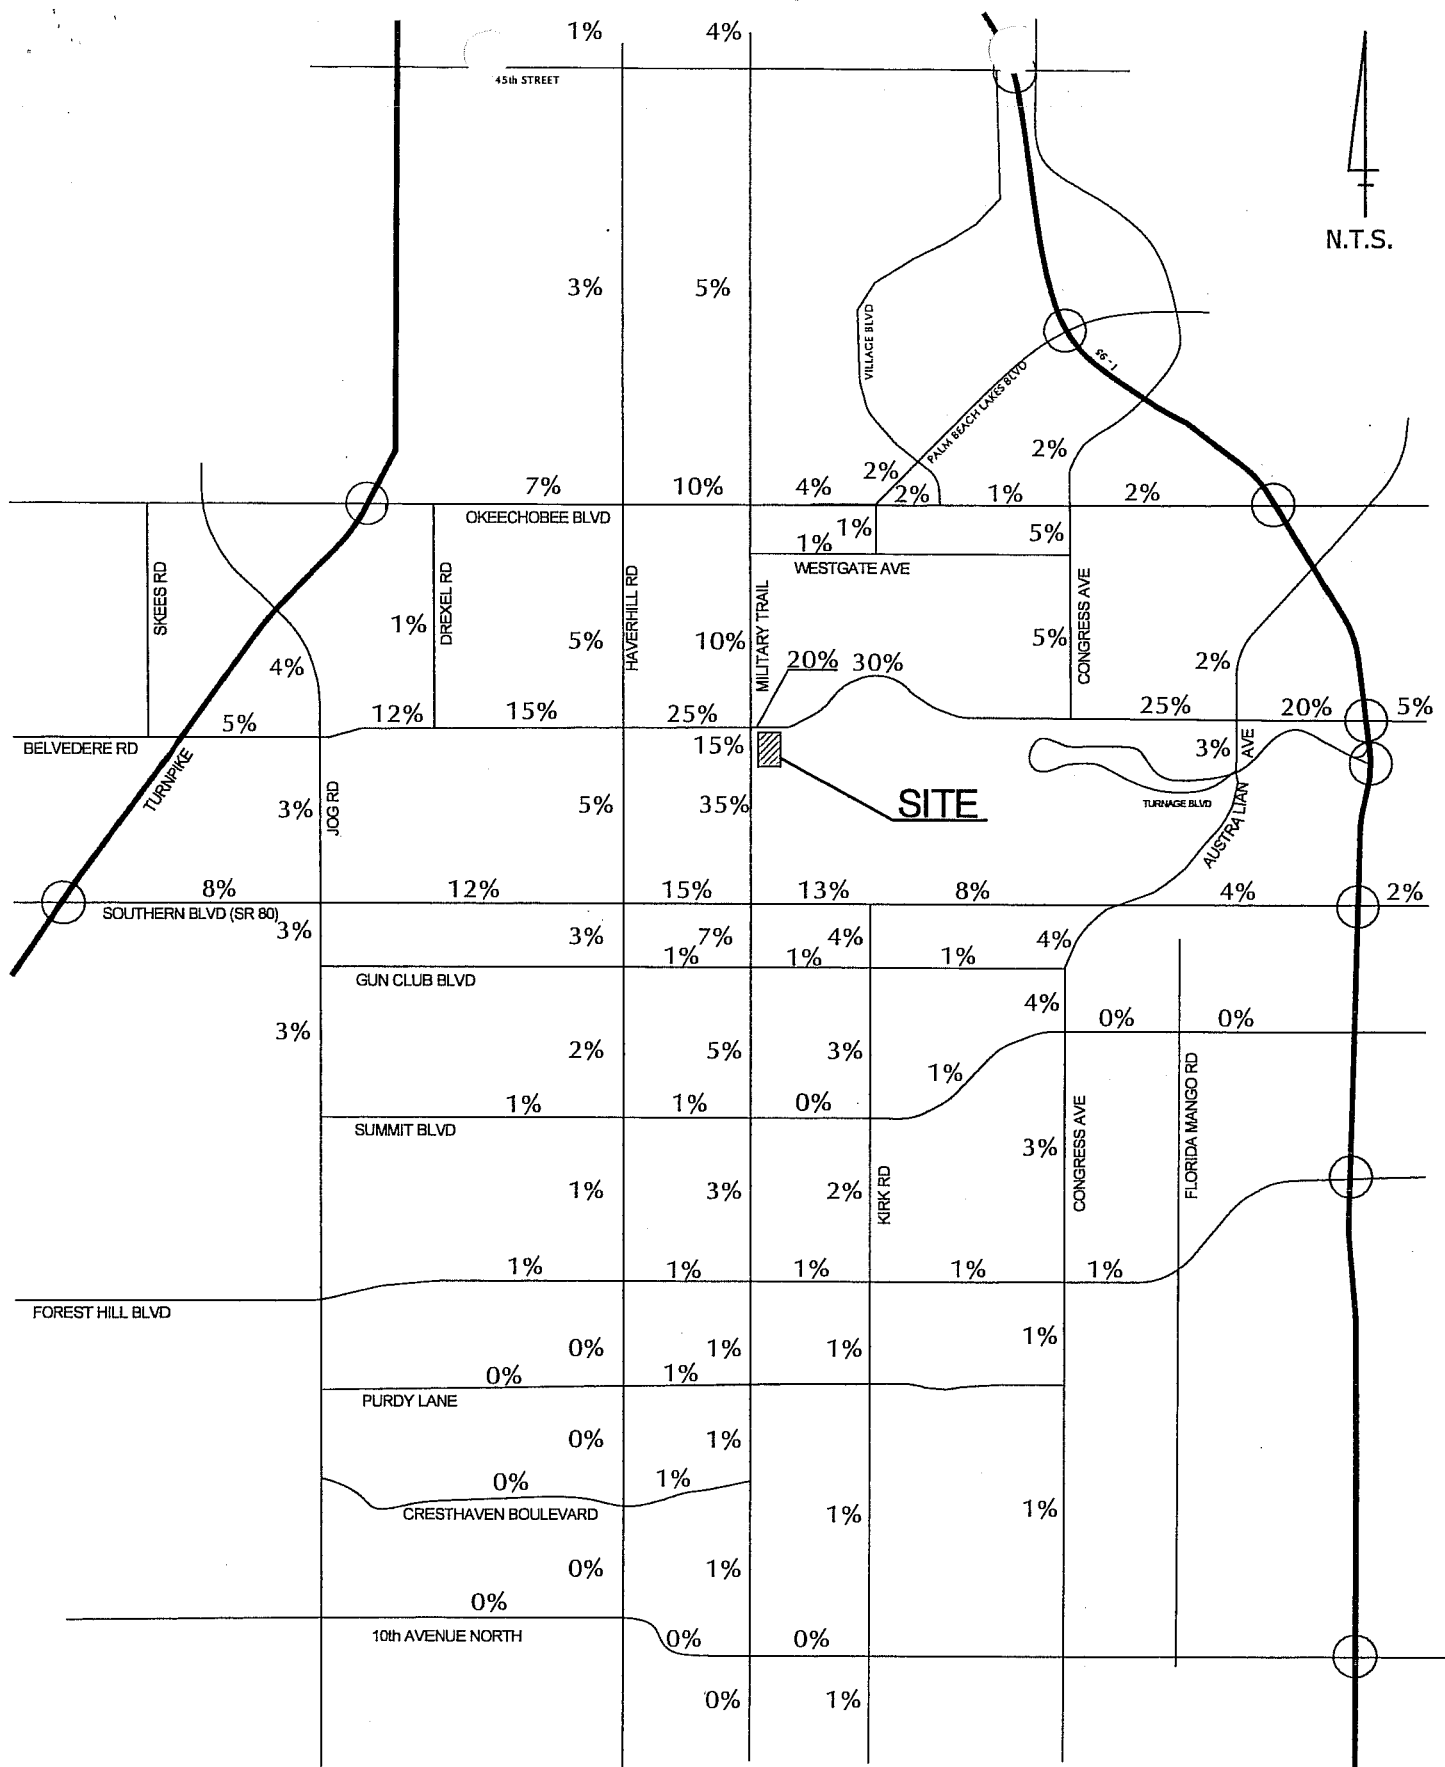 1% 4%
45th STREET
N.T.S.
3% 5%
VILLAGE BLVD
I - 95
PALM BEACH LAKES BLVD
2%
2%
7% 10% 4% 2% 1% 2%
OKEECHOBEE BLVD
1% 5%
1%
WESTGATE AVE
SKEES RD
DREXEL RD
HAVERHILL RD
MILITARY TRAIL
CONGRESS AVE
1% 5% 10% 5%
4% 20% 30% 2%
5% 12% 15% 25% 25% 20% 5%
BELVEDERE RD
15% 3%
AVE
TURNPIKE
JOG RD
3% 5% 35%
SITE
TURNAGE BLVD
AUSTRALIAN
8% 12% 15% 13% 8% 4% 2%
SOUTHERN BLVD (SR 80)
3% 3% 7% 4% 4%
1% 1% 1%
GUN CLUB BLVD
4%
3% 0% 0%
2% 5% 3%
1%
1% 1% 0%
SUMMIT BLVD
FLORIDA MANGO RD
CONGRESS AVE
3%
KIRK RD
1% 3% 2%
1% 1% 1% 1% 1%
FOREST HILL BLVD
0% 1% 1% 1%
0% 1%
PURDY LANE
0% 1%
0% 1%
CRESTHAVEN BOULEVARD
1% 1%
0% 1%
0%
10th AVENUE NORTH
0% 0%
0% 1%